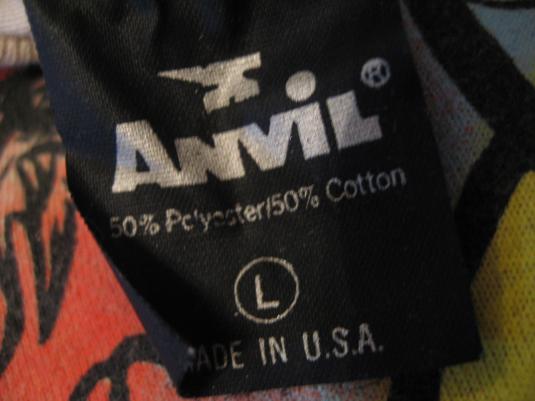 ANVIL®
50% Polyester/50% Cotton
L
MADE IN U.S.A.